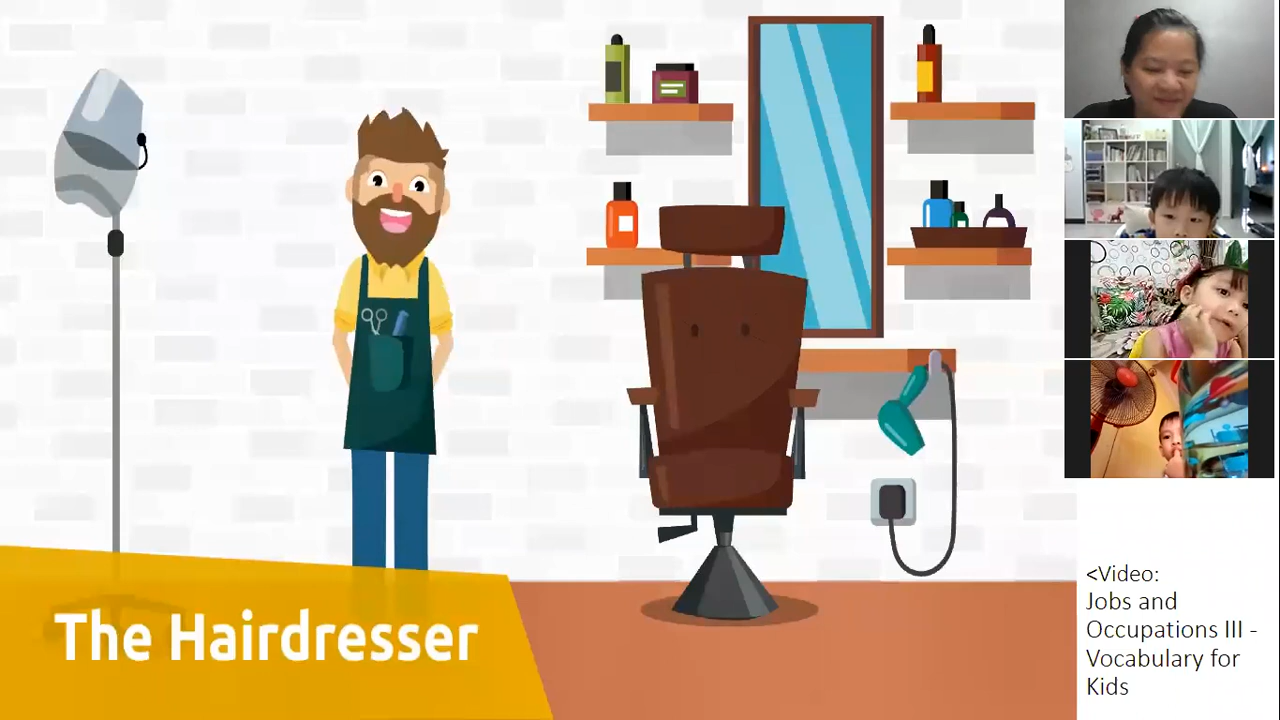 The Hairdresser
<Video:
Jobs and
Occupations III -
Vocabulary for
Kids